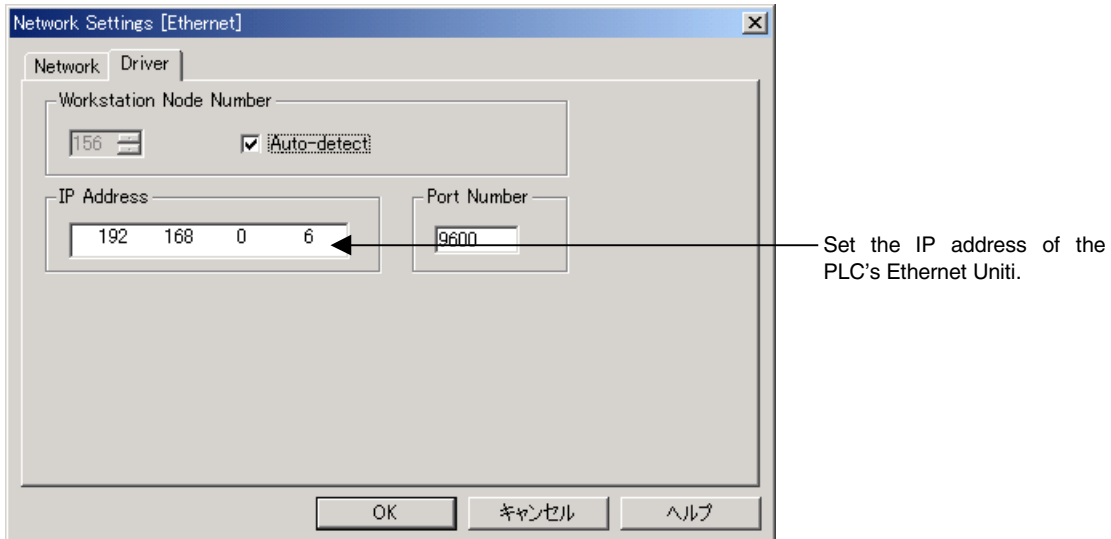 Network Settings [Ethernet]
Network Driver
Workstation Node Number
156 Auto-detect
IP Address Port Number
192 168 0 6 9600
Set the IP address of the
PLC's Ethernet Uniti.
OK キャンセル ヘルプ